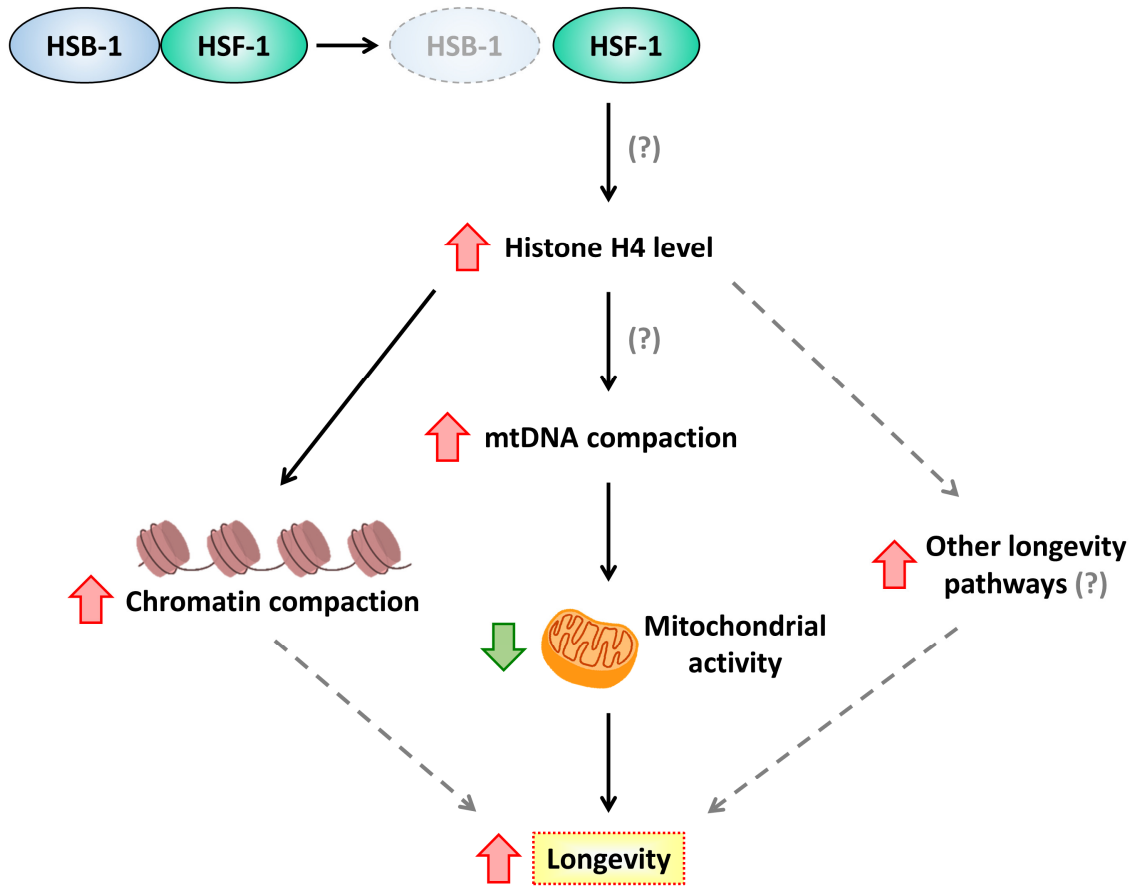 HSB-1
HSF-1
HSB-1
HSF-1
(?)
Histone H4 level
(?)
mtDNA compaction
Other longevity
pathways (?)
Chromatin compaction
Mitochondrial
activity
Longevity